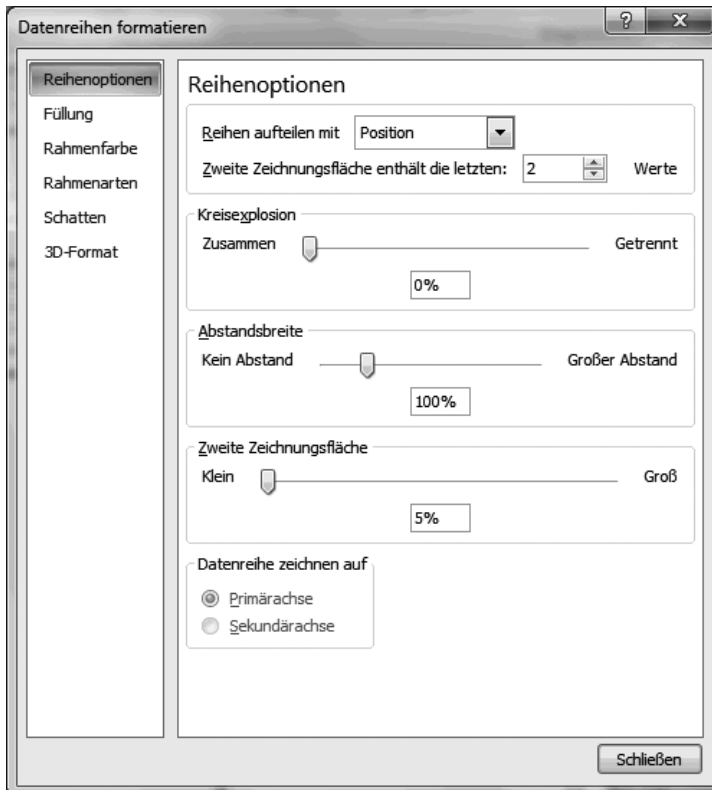 Datenreihen formatieren
Reihenoptionen
Füllung
Rahmenfarbe
Rahmenarten
Schatten
3D-Format
Reihenoptionen
Reihen aufteilen mit Position
Zweite Zeichnungsfläche enthält die letzten: 2 Werte
Kreisexplosion
Zusammen Getrennt
0%
Abstandsbreite
Kein Abstand Großer Abstand
100%
Zweite Zeichnungsfläche
Klein Groß
5%
Datenreihe zeichnen auf
Primärachse
Sekundärachse
Schließen